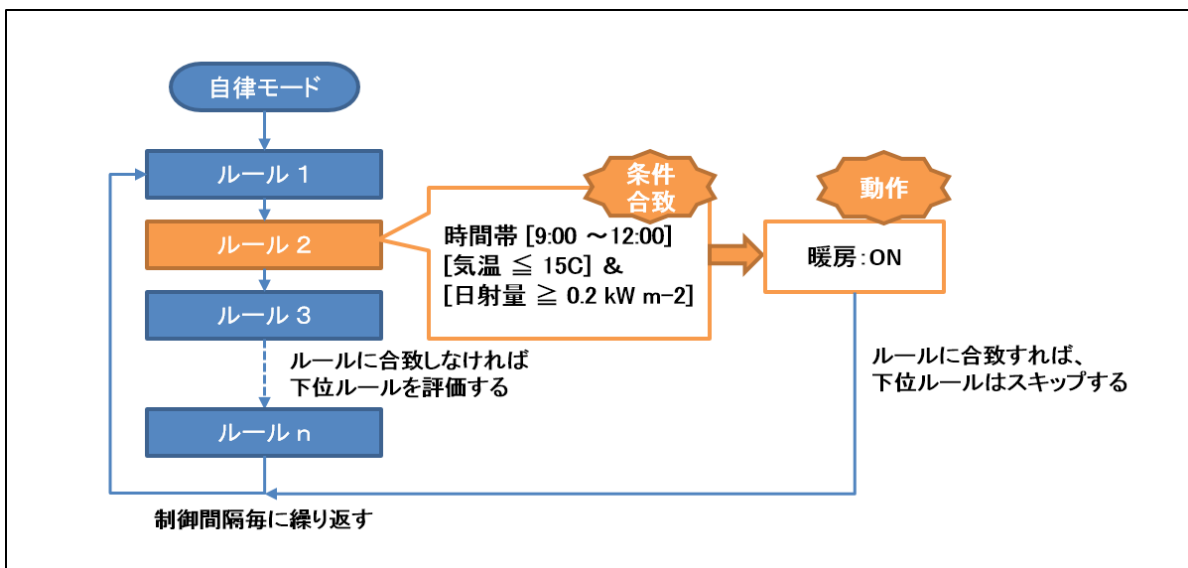 自律モード
ルール 1
ルール 2
ルール 3
ルールに合致しなければ
下位ルールを評価する
ルール n
制御間隔毎に繰り返す
条件
合致
時間帯 [9:00 ～12:00]
[気温 ≦ 15C] &
[日射量 ≧ 0.2 kW m-2]
動作
暖房：ON
ルールに合致すれば、
下位ルールはスキップする